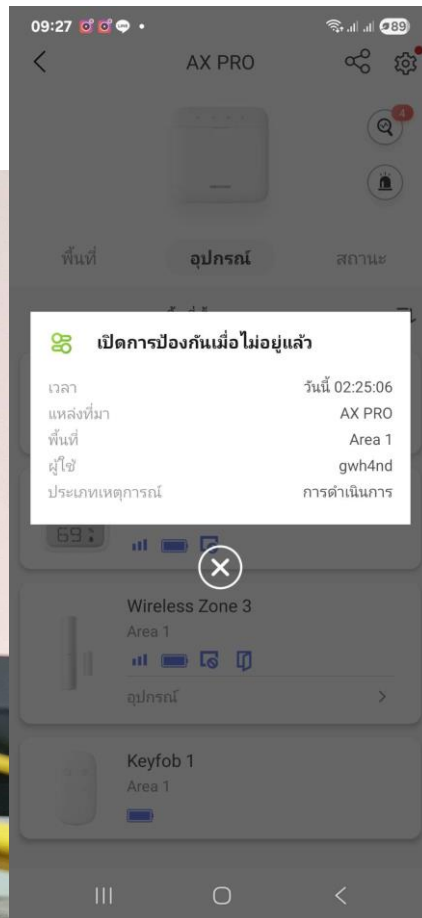 09:27
89
AX PRO
4
พื้นที่
อุปกรณ์
สถานะ
เปิดการป้องกันเมื่อไม่อยู่แล้ว
เวลา วันนี้ 02:25:06
แหล่งที่มา AX PRO
พื้นที่ Area 1
ผู้ใช้ gwh4nd
ประเภทเหตุการณ์ การดำเนินการ
Wireless Zone 3
Area 1
อุปกรณ์
Keyfob 1
Area 1